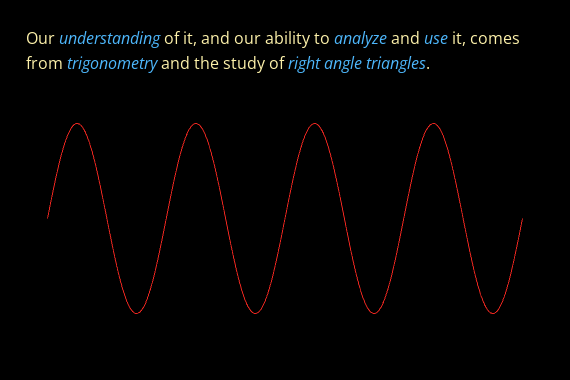 Our understanding of it, and our ability to analyze and use it, comes
from trigonometry and the study of right angle triangles.